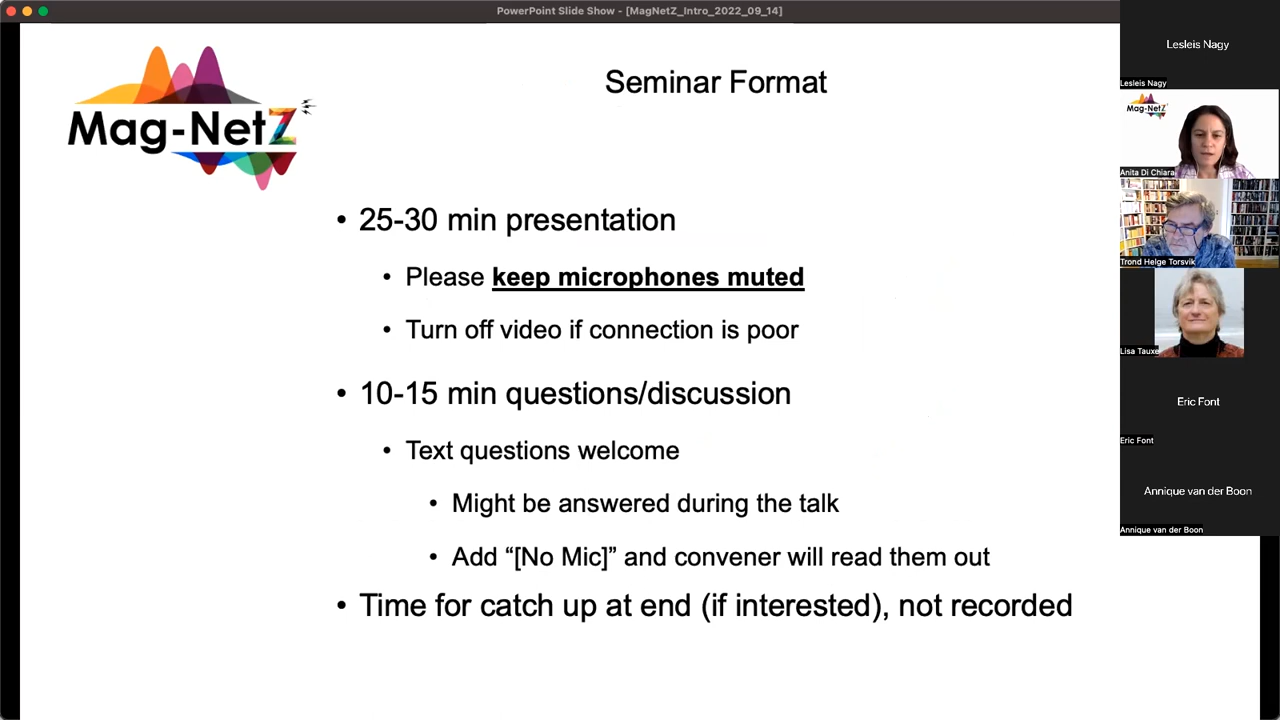 PowerPoint Slide Show - [MagNetZ_Intro_2022_09_14]
Mag-NetZ
Seminar Format
• 25-30 min presentation
• Please keep microphones muted
• Turn off video if connection is poor
• 10-15 min questions/discussion
• Text questions welcome
• Might be answered during the talk
• Add “[No Mic]” and convener will read them out
• Time for catch up at end (if interested), not recorded
Lesleis Nagy
Lesleis Nagy
Mag-NetZ
Anita Di Chiara
Trond Helge Torsvik
Lisa Tauxe
Eric Font
Eric Font
Annique van der Boon
Annique van der Boon